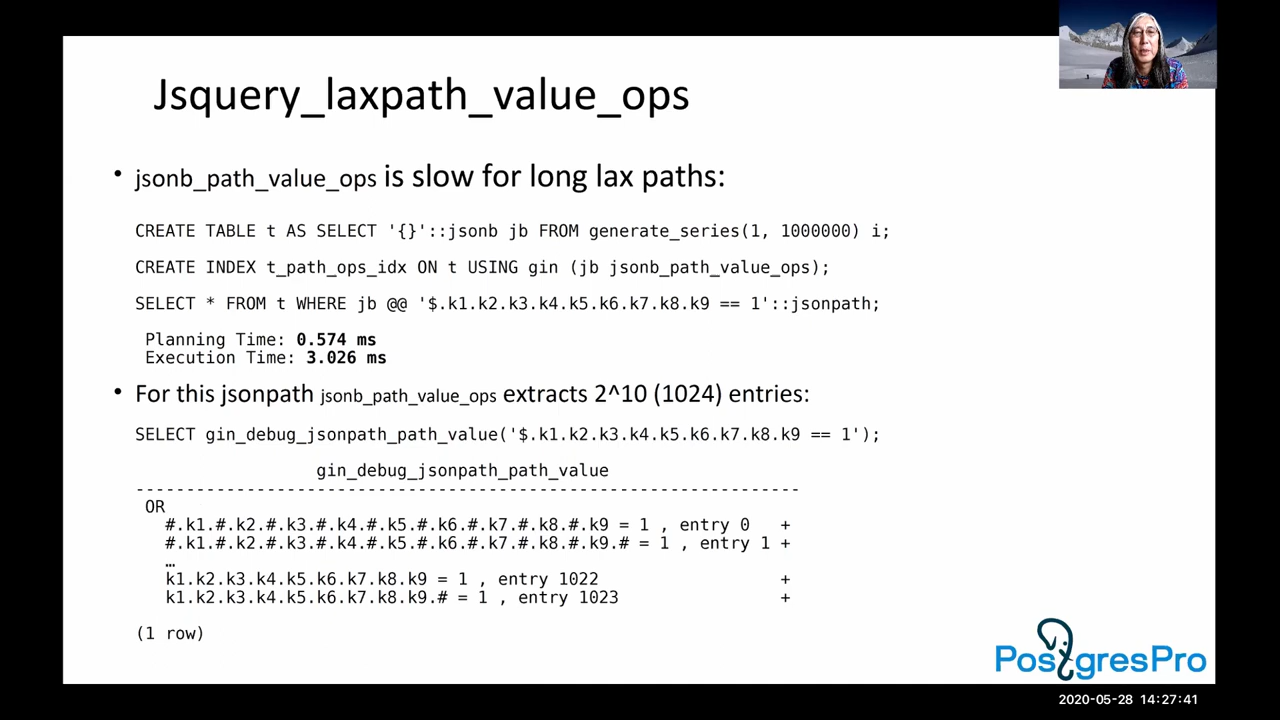 Jsquery_laxpath_value_ops
• jsonb_path_value_ops is slow for long lax paths:
CREATE TABLE t AS SELECT '{}'::jsonb jb FROM generate_series(1, 1000000) i;
CREATE INDEX t_path_ops_idx ON t USING gin (jb jsonb_path_value_ops);
SELECT * FROM t WHERE jb @@ '$.k1.k2.k3.k4.k5.k6.k7.k8.k9 == 1'::jsonpath;
Planning Time: 0.574 ms
Execution Time: 3.026 ms
• For this jsonpath jsonb_path_value_ops extracts 2^10 (1024) entries:
SELECT gin_debug_jsonpath_path_value('$.k1.k2.k3.k4.k5.k6.k7.k8.k9 == 1');
gin_debug_jsonpath_path_value
------------------------------------------------------------------
OR
#.k1.#.k2.#.k3.#.k4.#.k5.#.k6.#.k7.#.k8.#.k9 = 1 , entry 0 +
#.k1.#.k2.#.k3.#.k4.#.k5.#.k6.#.k7.#.k8.#.k9.# = 1 , entry 1 +
…
k1.k2.k3.k4.k5.k6.k7.k8.k9 = 1 , entry 1022 +
k1.k2.k3.k4.k5.k6.k7.k8.k9.# = 1 , entry 1023 +
(1 row)
PostgresPro
2020-05-28 14:27:41